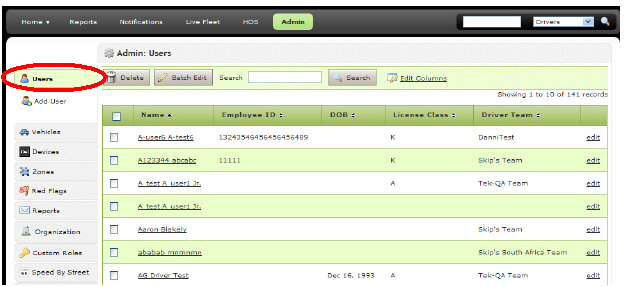 Home ▾ Reports Notifications Live Fleet HOS Admin Drivers
Admin: Users
Users
Delete Batch Edit Search Search Edit Columns
Add User
Showing 1 to 10 of 141 records
Name Employee ID DOB License Class Driver Team
Vehicles
A-user6 A-test6 13243546456456456489 K DanniTest edit
Devices
A123344 abcabc 11111 K Skip's Team edit
Zones
A test A user1 Jr. A Tek-QA Team edit
Red Flags
A test A user1 Jr. edit
Reports
Aaron Blakely Skip's Team edit
Organization
ababab mnmnmn Skip's South Africa Team edit
Custom Roles
AG Driver Test Dec 16, 1993 A Tek-QA Team edit
Speed By Street